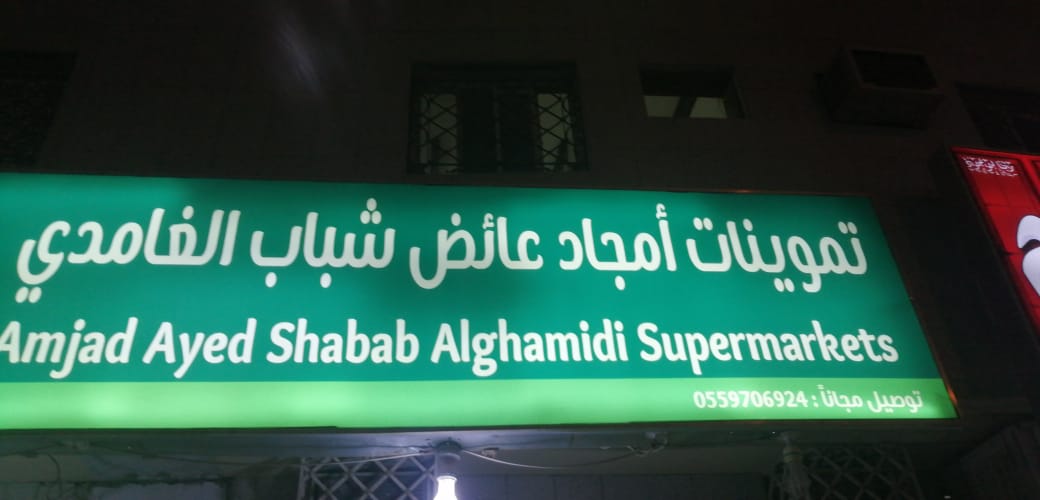 تموينات أمجاد عائض شباب الغامدي
Amjad Ayed Shabab Alghamidi Supermarkets
توصيل مجاناً : 0559706924